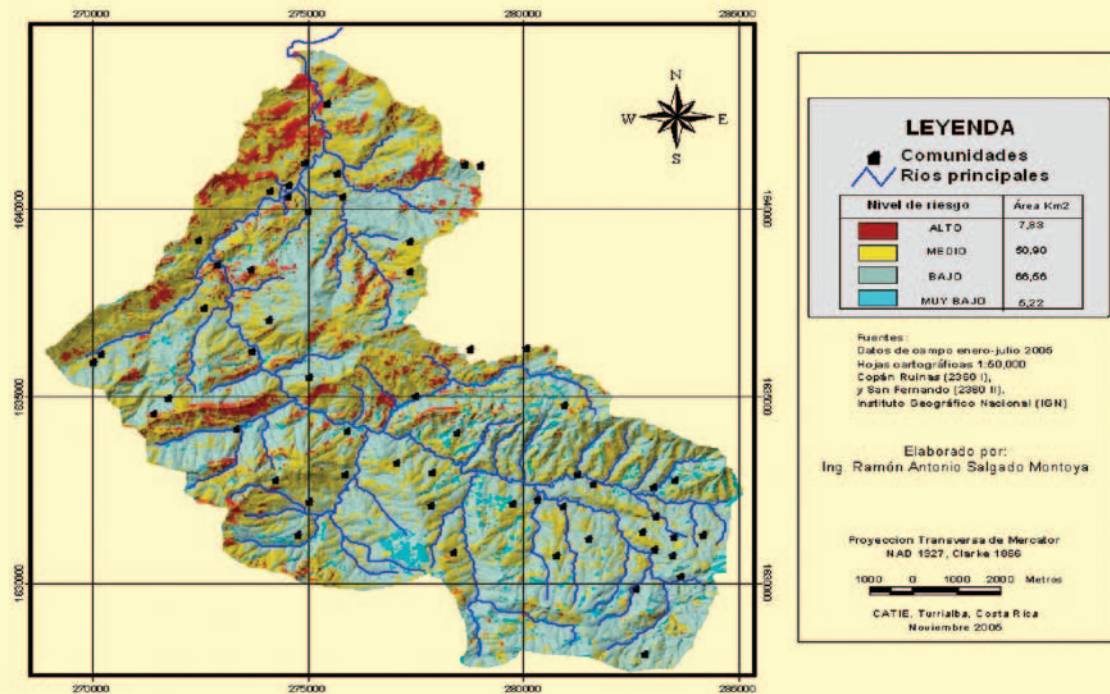 270000 275000 280000 285000
N
W E
S
1640000 1640000
1635000 1635000
1630000 1630000
270000 275000 280000 285000
LEYENDA
Comunidades
Ríos principales
Nivel de riesgo Área Km2
ALTO 7,83
MEDIO 50,90
BAJO 66,56
MUY BAJO 5,22
Fuentes:
Datos de campo enero-julio 2005
Hojas cartográficas 1:50,000
Copán Ruinas (2360 I),
y San Fernando (2360 II).
Instituto Geográfico Nacional (IGN)
Elaborado por:
Ing. Ramón Antonio Salgado Montoya
Proyeccion Transversa de Mercator
NAD 1927, Clarke 1866
1000 0 1000 2000 Metros
CATIE, Turrialba, Costa Rica
Noviembre 2005